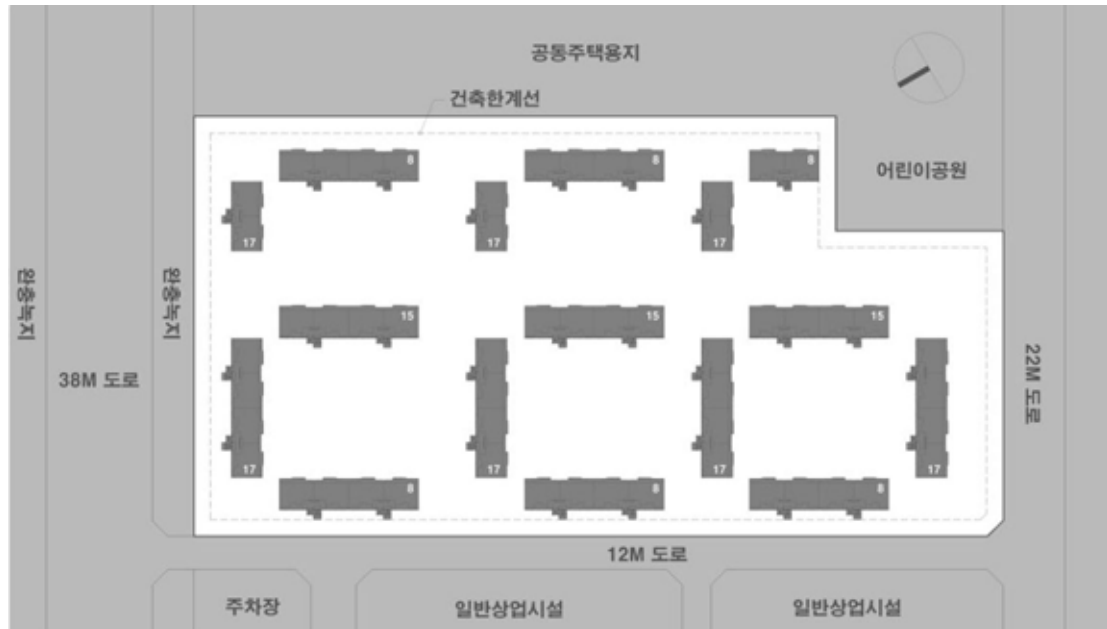 공동주택용지
건축한계선
8
8
8
어린이공원
17
17
17
완충녹지
완충녹지
15
15
15
38M 도로
22M 도로
17
17
17
17
8
8
8
12M 도로
주차장
일반상업시설
일반상업시설